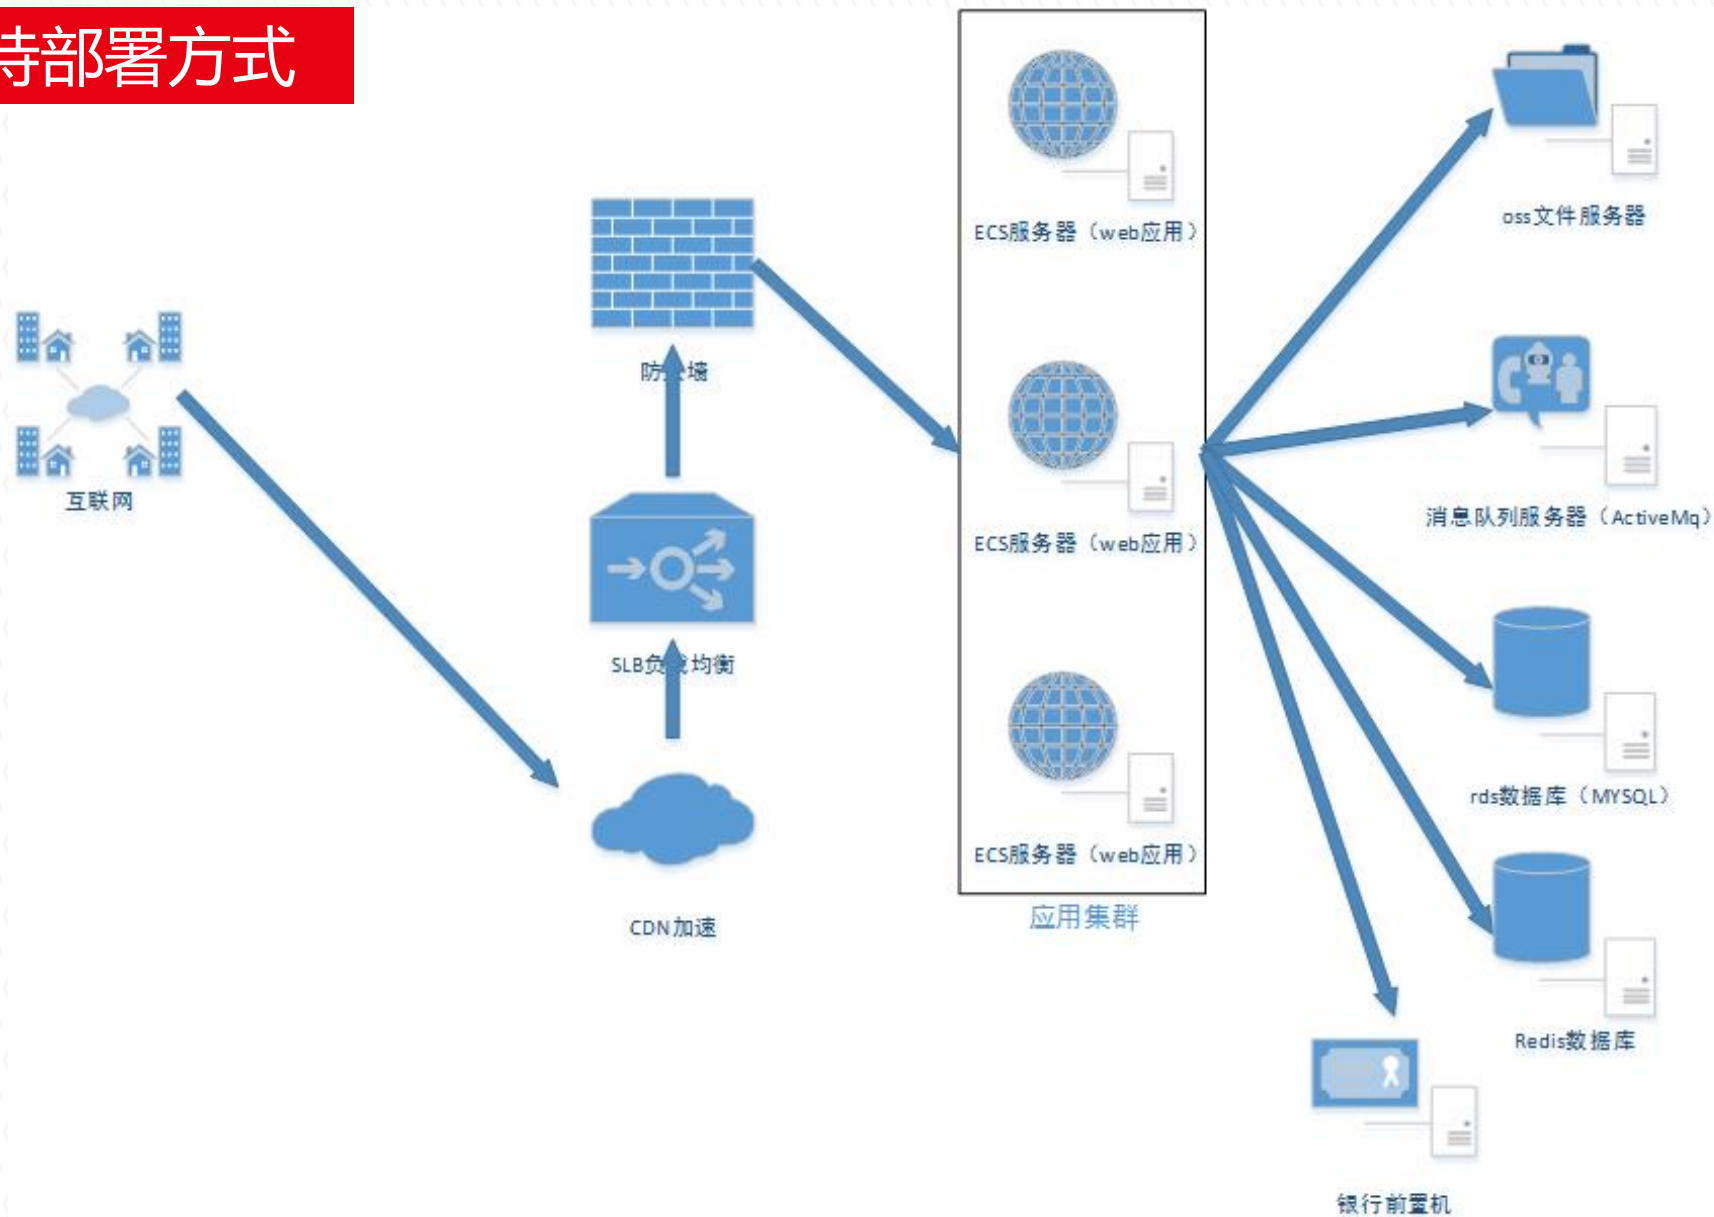 持部署方式
互联网
防火墙
SLB负载均衡
CDN加速
ECS服务器（web应用）
ECS服务器（web应用）
ECS服务器（web应用）
应用集群
oss文件服务器
消息队列服务器（ActiveMq）
rds数据库（MYSQL）
Redis数据库
银行前置机